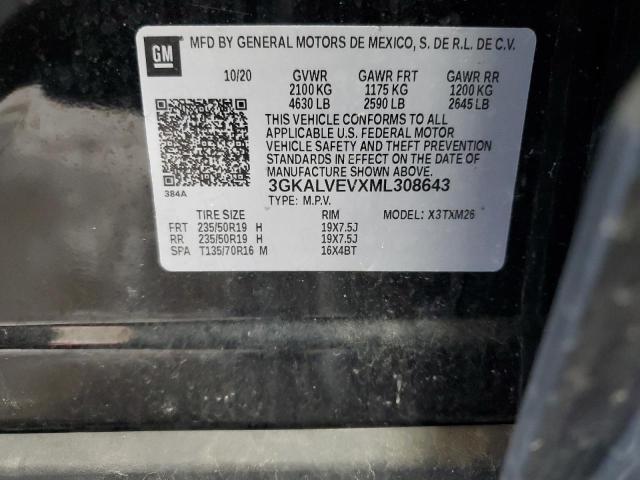 GM MFD BY GENERAL MOTORS DE MEXICO, S. DE R.L. DE C.V.
10/20 GVWR GAWR FRT GAWR RR
2100 KG 1175 KG 1200 KG
4630 LB 2590 LB 2645 LB
THIS VEHICLE CONFORMS TO ALL
APPLICABLE U.S. FEDERAL MOTOR
VEHICLE SAFETY AND THEFT PREVENTION
STANDARDS IN EFFECT ON THE DATE OF
MANUFACTURE SHOWN ABOVE.
384A 3GKALVEVXML308643
TYPE: M.P.V.
TIRE SIZE RIM MODEL: X3TXM26
FRT 235/50R19 H 19X7.5J
RR 235/50R19 H 19X7.5J
SPA T135/70R16 M 16X4BT